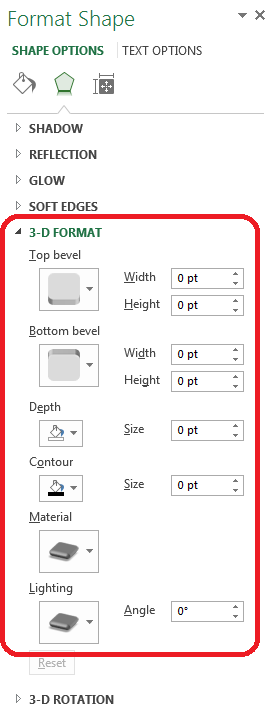 Format Shape
SHAPE OPTIONS TEXT OPTIONS
SHADOW
REFLECTION
GLOW
SOFT EDGES
3-D FORMAT
Top bevel
Width 0 pt
Height 0 pt
Bottom bevel
Width 0 pt
Height 0 pt
Depth
Size 0 pt
Contour
Size 0 pt
Material
Lighting
Angle 0°
Reset
3-D ROTATION